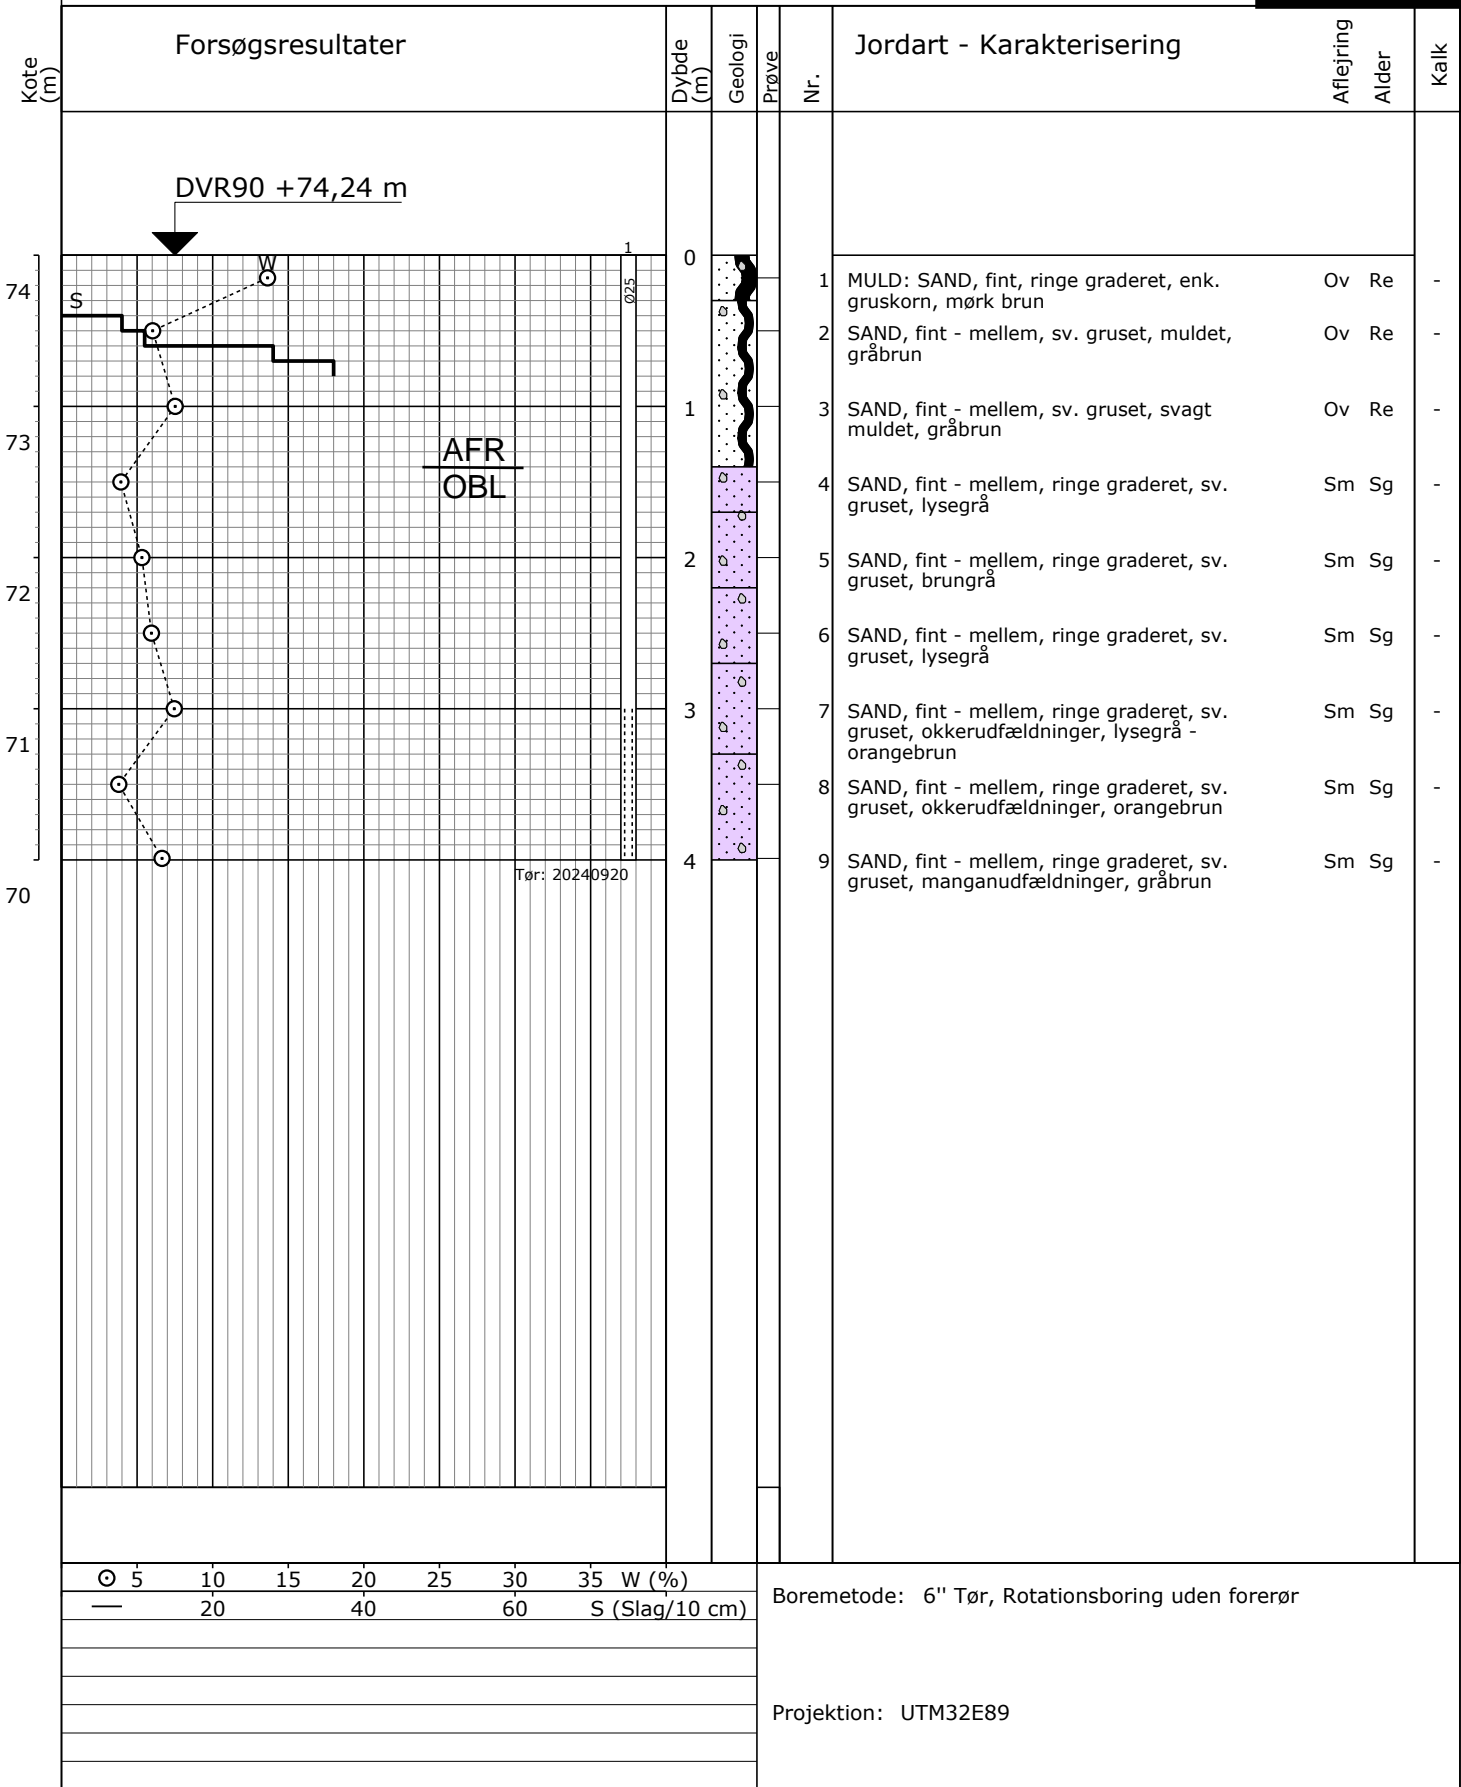 Kote (m)
Forsøgsresultater
Dybde (m)
Geologi
Prøve
Nr.
Jordart - Karakterisering
Aflejring
Alder
Kalk
DVR90 +74,24 m
W
1
Ø25
S
AFR
OBL
Tør: 20240920
74
73
72
71
70
0
1
2
3
4
1 MULD: SAND, fint, ringe graderet, enk. Ov Re
gruskorn, mørk brun
2 SAND, fint - mellem, sv. gruset, muldet, Ov Re -
gråbrun
3 SAND, fint - mellem, sv. gruset, svagt Ov Re -
muldet, gråbrun
4 SAND, fint - mellem, ringe graderet, sv. Sm Sg -
gruset, lysegrå
5 SAND, fint - mellem, ringe graderet, sv. Sm Sg -
gruset, brungrå
6 SAND, fint - mellem, ringe graderet, sv. Sm Sg -
gruset, lysegrå
7 SAND, fint - mellem, ringe graderet, sv. Sm Sg -
gruset, okkerudfældninger, lysegrå -
orangebrun
8 SAND, fint - mellem, ringe graderet, sv. Sm Sg -
gruset, okkerudfældninger, orangebrun
9 SAND, fint - mellem, ringe graderet, sv. Sm Sg -
gruset, manganudfældninger, gråbrun
5 10 15 20 25 30 35 W (%)
20 40 60 S (Slag/10 cm)
Boremetode: 6'' Tør, Rotationsboring uden forerør
Projektion: UTM32E89